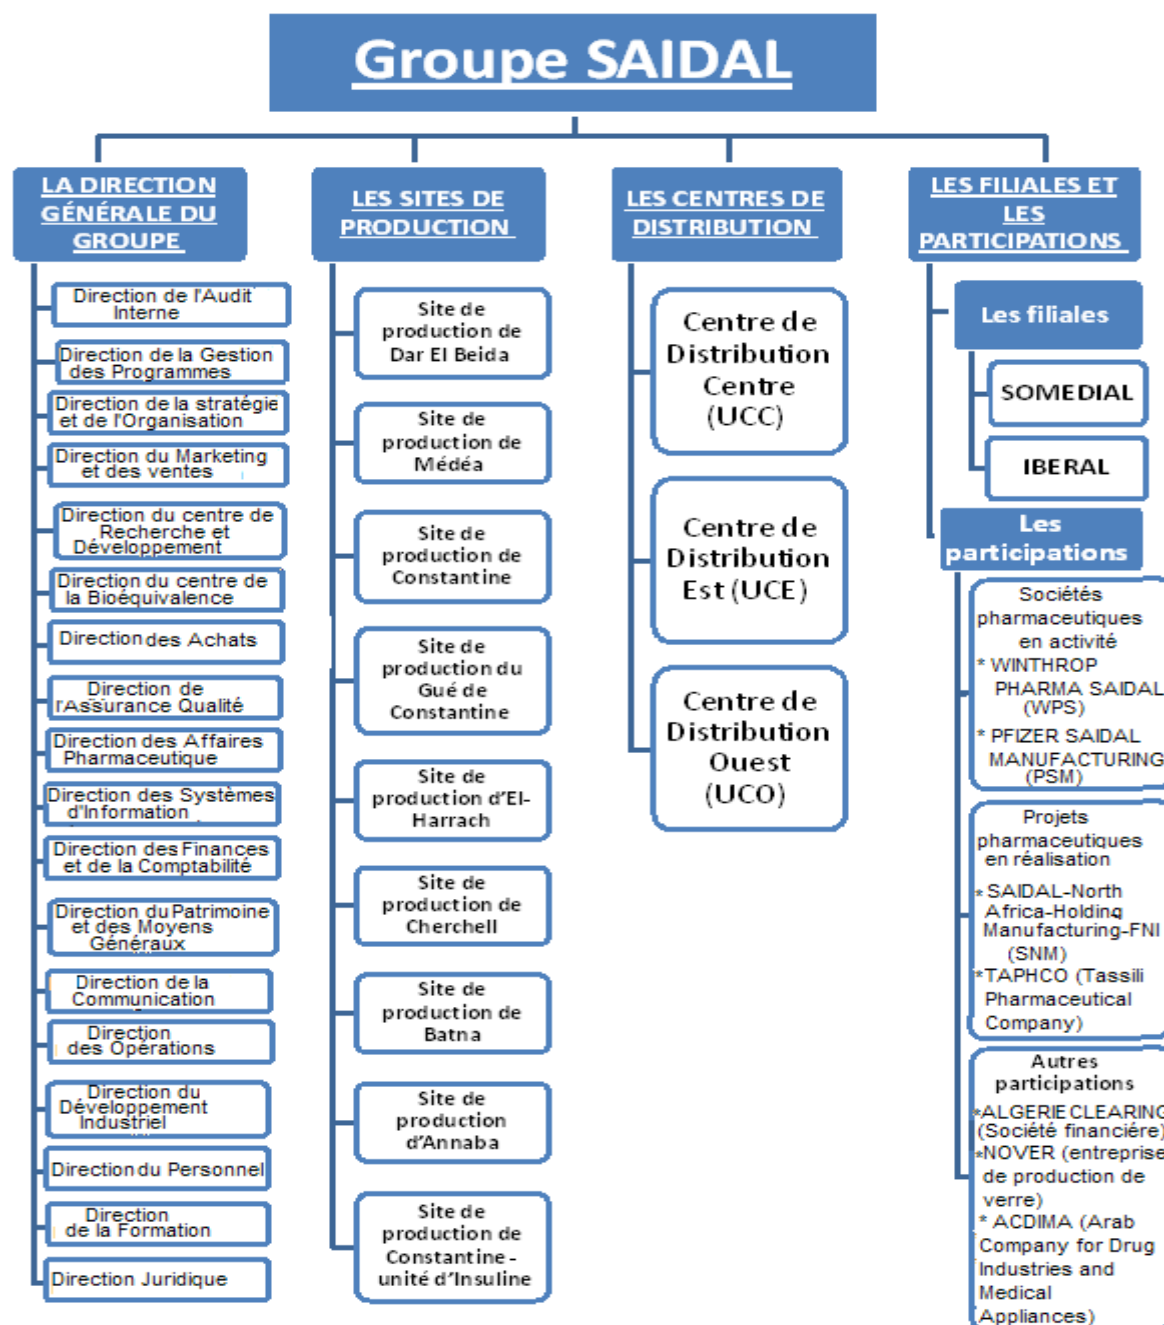 Groupe SAIDAL
LA DIRECTION
GÉNÉRALE DU
GROUPE
Direction de l'Audit
Interne
Direction de la Gestion
des Programmes
Direction de la stratégie
et de l'Organisation
Direction du Marketing
et des ventes
Direction du centre de
Recherche et
Développement
Direction du centre de
la Bioéquivalence
Direction des Achats
Direction de
l'Assurance Qualité
Direction des Affaires
Pharmaceutique
Direction des Systèmes
d'Information
Direction des Finances
et de la Comptabilité
Direction du Patrimoine
et des Moyens
Généraux
Direction de la
Communication
Direction
des Opérations
Direction du
Développement
Industriel
Direction du Personnel
Direction
de la Formation
Direction Juridique
LES SITES DE
PRODUCTION
Site de
production de
Dar El Beida
Site de
production de
Médéa
Site de
production de
Constantine
Site de
production du
Gué de
Constantine
Site de
production d'El-
Harrach
Site de
production de
Cherchell
Site de
production de
Batna
Site de
production
d'Annaba
Site de
production de
Constantine -
unité d'Insuline
LES CENTRES DE
DISTRIBUTION
Centre de
Distribution
Centre
(UCC)
Centre de
Distribution
Est (UCE)
Centre de
Distribution
Ouest
(UCO)
LES FILIALES ET
LES
PARTICIPATIONS
Les filiales
SOMEDIAL
IBERAL
Les
participations
Sociétés
pharmaceutiques
en activité
* WINTHROP
PHARMA SAIDAL
(WPS)
* PFIZER SAIDAL
MANUFACTURING
(PSM)
Projets
pharmaceutiques
en réalisation
* SAIDAL-North
Africa-Holding
Manufacturing-FNI
(SNM)
*TAPHCO (Tassili
Pharmaceutical
Company)
Autres
participations
*ALGERIE CLEARING
(Société financiére)
*NOVER (entreprise
de production de
verre)
* ACDIMA (Arab
Company for Drug
Industries and
Medical
Appliances)